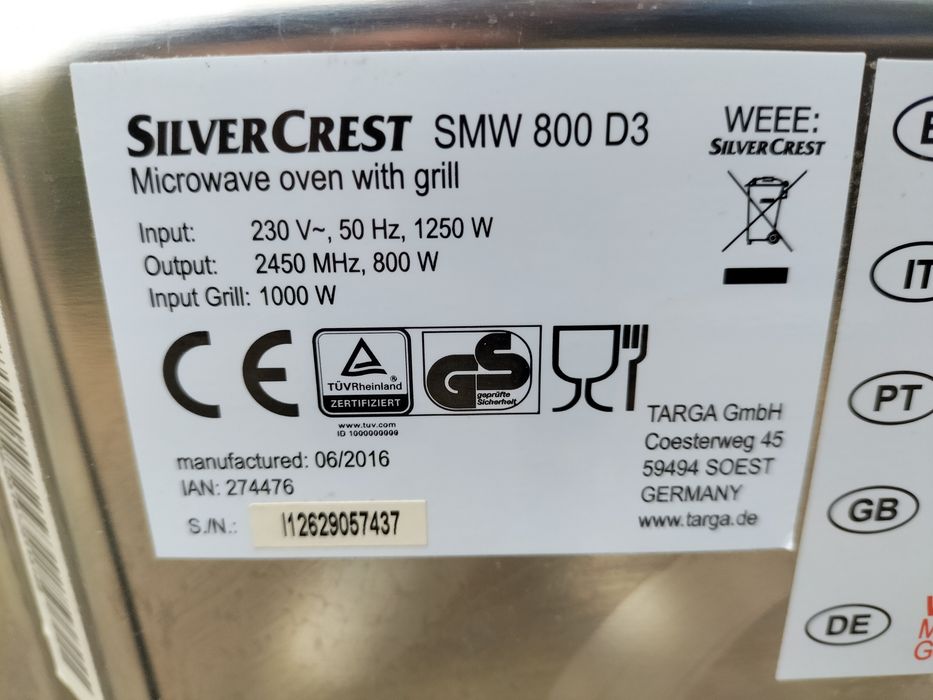 SILVERCREST SMW 800 D3
Microwave oven with grill
Input: 230 V~, 50 Hz, 1250 W
Output: 2450 MHz, 800 W
Input Grill: 1000 W
WEEE:
SILVERCREST
CE
TÜVRheinland®
ZERTIFIZIERT
www.tuv.com
ID 1000000000
GS
geprüfte
Sicherheit
manufactured: 06/2016
IAN: 274476
S./N.: I12629057437
TARGA GmbH
Coesterweg 45
59494 SOEST
GERMANY
www.targa.de
IT
PT
GB
DE